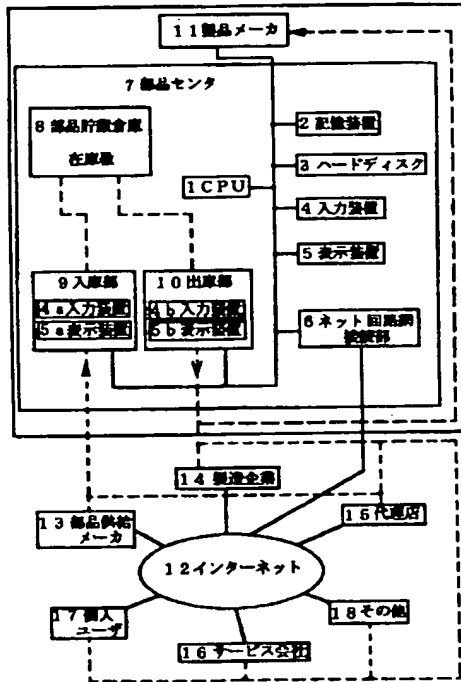 11製品メーカ
7部品センタ
8部品貯蔵倉庫
在庫数
2記憶装置
3ハードディスク
1CPU
4入力装置
5表示装置
9入庫部
4a入力装置
5a表示装置
10出庫部
4b入力装置
5b表示装置
6ネット回路網
接続部
14製造企業
13部品供給
メーカ
15代理店
12インターネット
17個人
ユーザ
18その他
16サービス会社